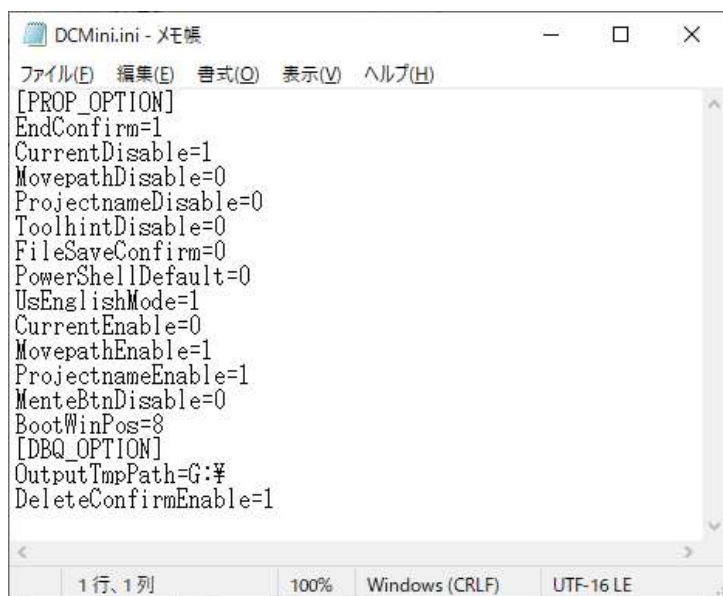 DCMini.ini - メモ帳
ファイル(F) 編集(E) 書式(O) 表示(V) ヘルプ(H)
[PROP_OPTION]
EndConfirm=1
CurrentDisable=1
MovepathDisable=0
ProjectnameDisable=0
ToolhintDisable=0
FileSaveConfirm=0
PowerShellDefault=0
UsEnglishMode=1
CurrentEnable=0
MovepathEnable=1
ProjectnameEnable=1
MenteBtnDisable=0
BootWinPos=8
[DBQ_OPTION]
OutputTmpPath=G:¥
DeleteConfirmEnable=1
1 行、1 列 100% Windows (CRLF) UTF-16 LE